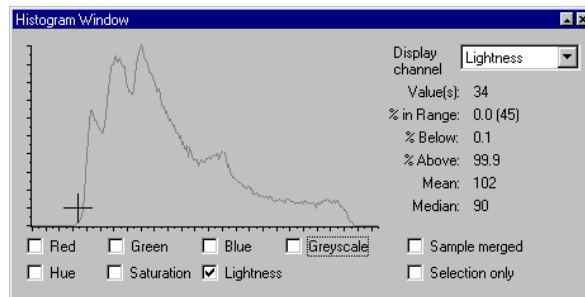 Histogram Window
Display channel Lightness
Value(s): 34
% in Range: 0.0 (45)
% Below: 0.1
% Above: 99.9
Mean: 102
Median: 90
Red Green Blue Greyscale Sample merged
Hue Saturation Lightness Selection only